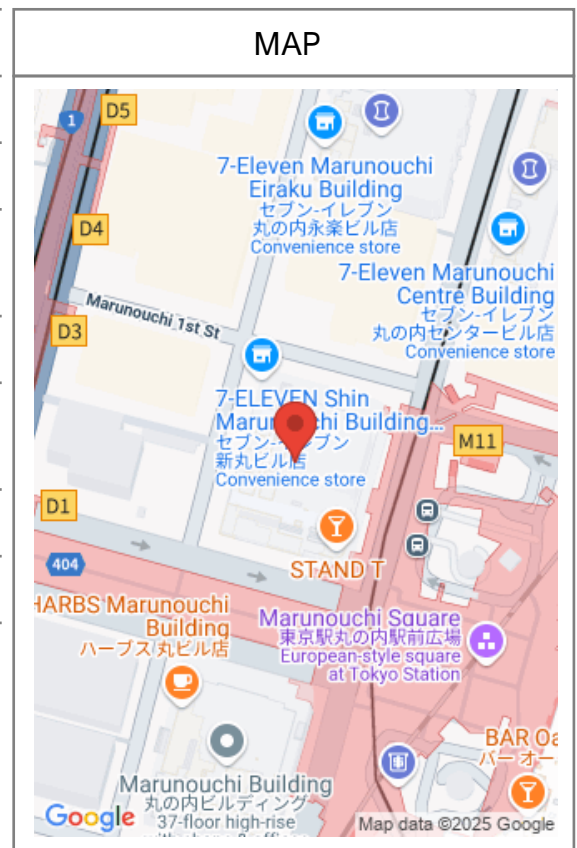 MAP
1
D5
7-Eleven Marunouchi
Eiraku Building
セブン-イレブン
丸の内永楽ビル店
Convenience store
D4
7-Eleven Marunouchi
Centre Building
セブン-イレブン
丸の内センタービル店
Convenience store
Marunouchi 1st St
D3
7-ELEVEN Shin
Building...
セブン-イレブン
新丸ビル店
Convenience store
M11
D1
STAND T
404
HARBS Marunouchi
Building
ハーブス 丸ビル店
Marunouchi Square
東京駅丸の内駅前広場
European-style square
at Tokyo Station
BAR Oa
バー オー
Marunouchi Building
丸の内ビルディング
37-floor high-rise
Google
Map data ©2025 Google